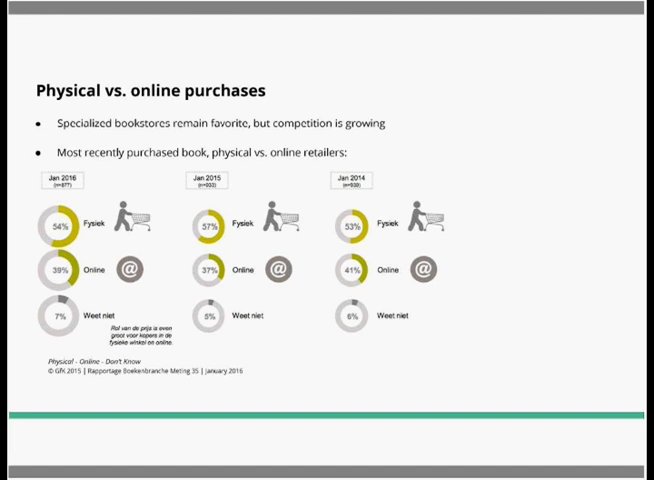 Physical vs. online purchases
• Specialized bookstores remain favorite, but competition is growing
• Most recently purchased book, physical vs. online retailers:
Jan 2016
(n=877)
Jan 2015
(n=933)
Jan 2014
54%
Fysiek
57%
Fysiek
53%
Fysiek
39%
Online
@
37%
Online
@
41%
Online
@
7%
Weet niet
5%
Weet niet
6%
Weet niet
Rol van de prijs is even
groot voor kopers in de
fysieke winkel en online.
Physical - Online - Don't Know
© GfK 2015 | Rapportage Boekenbranche Meting 35 | January 2016